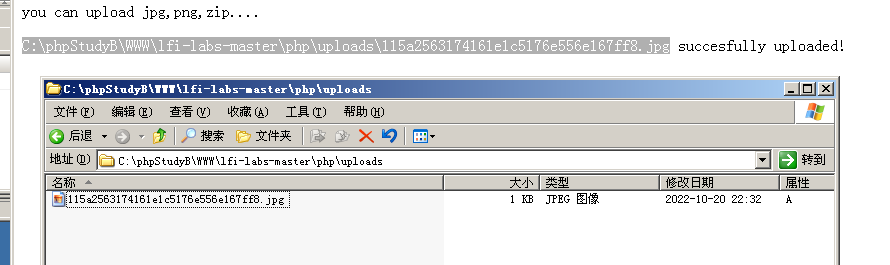 you can upload jpg,png,zip....
C:\phpStudyB\WWW\lfi-labs-master\php\uploads\115a2563174161e1c5176e556e167ff8.jpg succesfully uploaded!
C:\phpStudyB\WWW\lfi-labs-master\php\uploads
文件(F) 编辑(E) 查看(V) 收藏(A) 工具(T) 帮助(H)
后退 搜索 文件夹
地址(D) C:\phpStudyB\WWW\lfi-labs-master\php\uploads 转到
名称 大小 类型 修改日期 属性
115a2563174161e1c5176e556e167ff8.jpg 1 KB JPEG 图像 2022-10-20 22:32 A